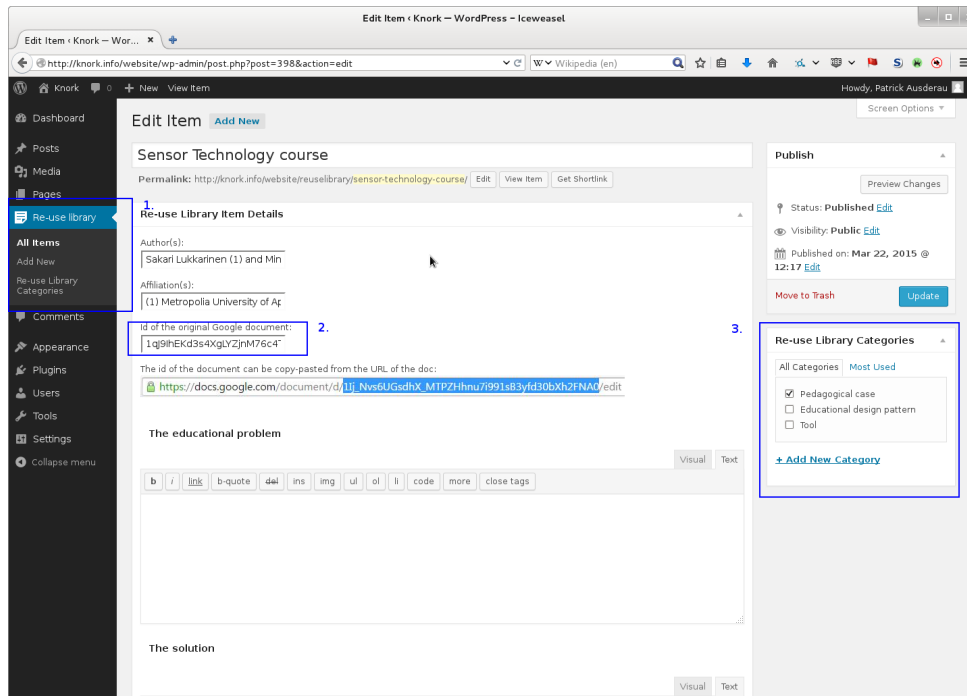 Edit Item ‹ Knork — WordPress – Iceweasel
Edit Item ‹ Knork — Wor...
http://knork.info/website/wp-admin/post.php?post=398&action=edit
Wikipedia (en)
Knork 0 + New View Item
Howdy, Patrick Ausderau
Screen Options
Dashboard
Posts
Media
Pages
Re-use library
All Items
Add New
Re-use Library
Categories
Comments
Appearance
Plugins
Users
Tools
Settings
Collapse menu
1.
Edit Item Add New
Sensor Technology course
Permalink: http://knork.info/website/reuselibrary/sensor-technology-course/ Edit View Item Get Shortlink
Re-use Library Item Details
Author(s):
Sakari Lukkarinen (1) and Min
Affiliation(s):
(1) Metropolia University of Ap
Id of the original Google document:
2.
1qJ9IhEKd3s4XgLYZjnM76c4
The id of the document can be copy-pasted from the URL of the doc:
https://docs.google.com/document/d/1Ij_Nvs6UGsdhX_MTPZHhnu7i991sB3yfd30bXh2FNA0/edit
The educational problem
Visual Text
b i link b-quote del ins img ul ol li code more close tags
The solution
Visual Text
Publish
Preview Changes
Status: Published Edit
Visibility: Public Edit
Published on: Mar 22, 2015 @
12:17 Edit
Move to Trash Update
3.
Re-use Library Categories
All Categories Most Used
Pedagogical case
Educational design pattern
Tool
+ Add New Category